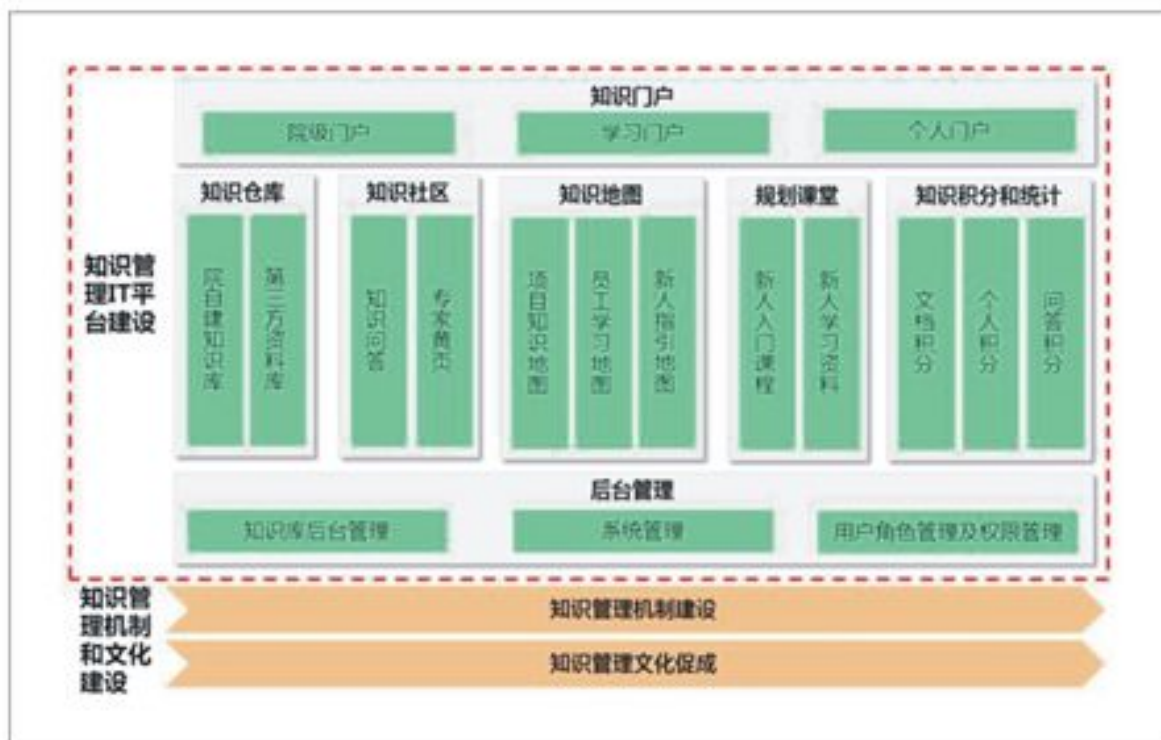 知识门户
院级门户
学习门户
个人门户
知识管
理IT平
台建设
知识仓库
院自建知识库
第三方资料库
知识社区
知识问答
专家黄页
知识地图
项目知识地图
员工学习地图
新人指引地图
规划课堂
新人入门课程
新人学习资料
知识积分和统计
文档积分
个人积分
问答积分
后台管理
知识库后台管理
系统管理
用户角色管理及权限管理
知识管
理机制
和文化
建设
知识管理机制建设
知识管理文化促成